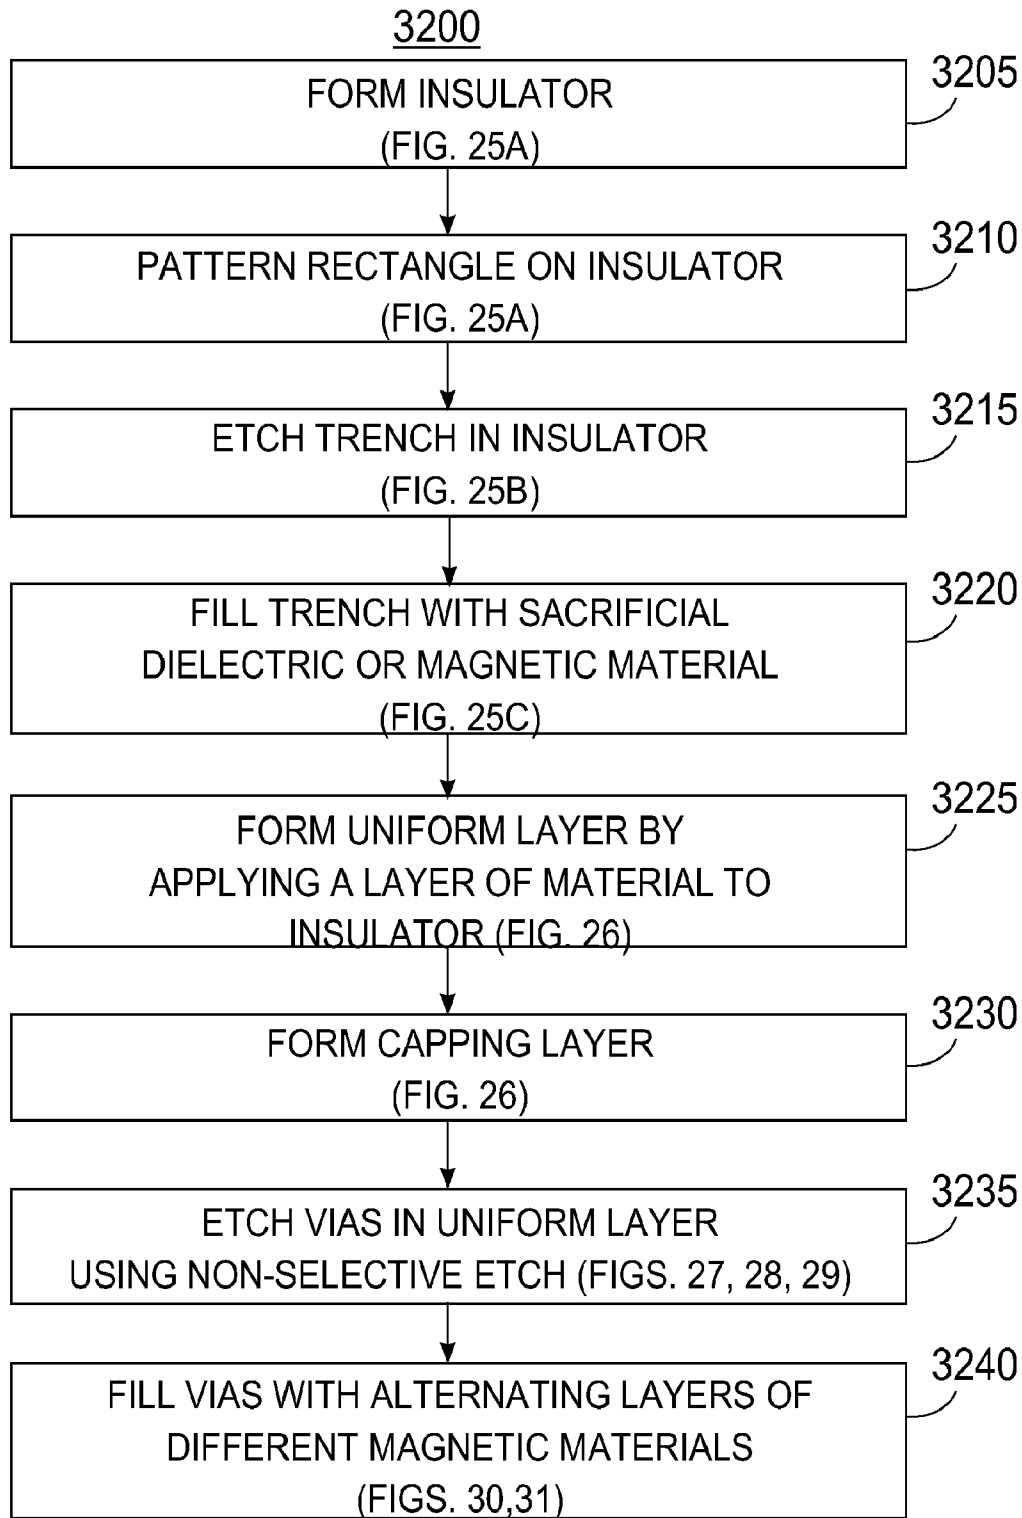 3200
FORM INSULATOR
(FIG. 25A)
3205
PATTERN RECTANGLE ON INSULATOR
(FIG. 25A)
3210
ETCH TRENCH IN INSULATOR
(FIG. 25B)
3215
FILL TRENCH WITH SACRIFICIAL
DIELECTRIC OR MAGNETIC MATERIAL
(FIG. 25C)
3220
FORM UNIFORM LAYER BY
APPLYING A LAYER OF MATERIAL TO
INSULATOR (FIG. 26)
3225
FORM CAPPING LAYER
(FIG. 26)
3230
ETCH VIAS IN UNIFORM LAYER
USING NON-SELECTIVE ETCH (FIGS. 27, 28, 29)
3235
FILL VIAS WITH ALTERNATING LAYERS OF
DIFFERENT MAGNETIC MATERIALS
(FIGS. 30,31)
3240